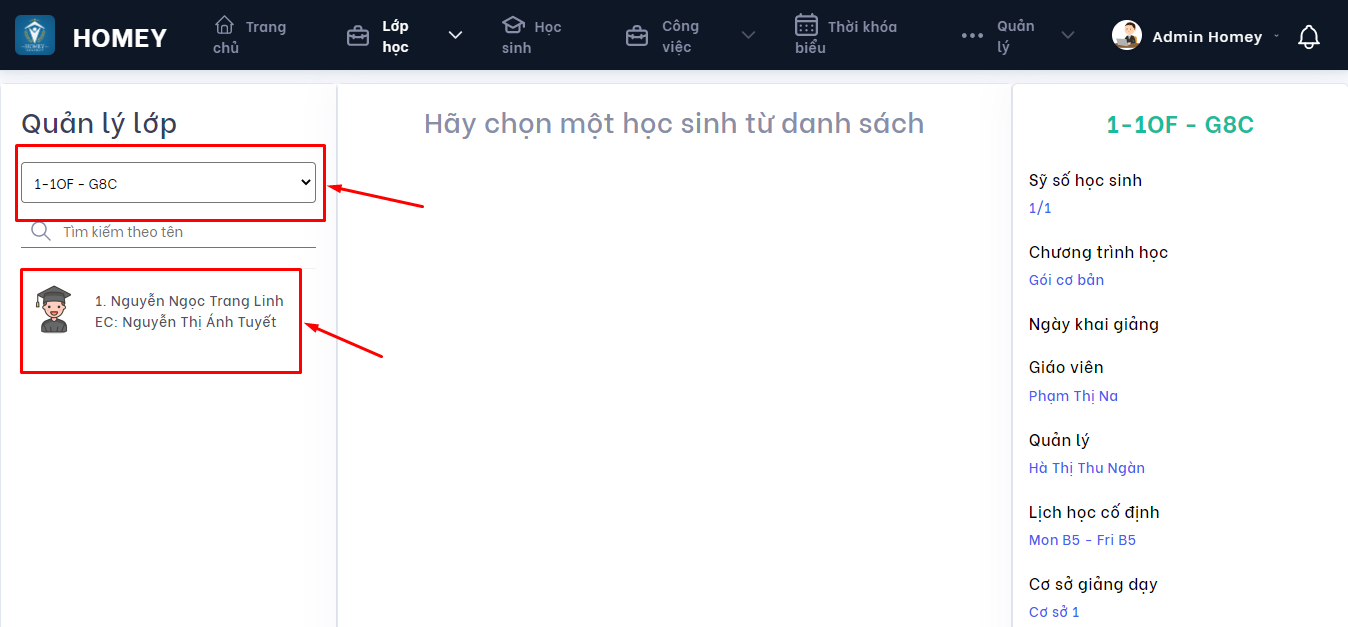 HOMEY
Trang
chủ
Lớp
học
Học
sinh
Công
việc
Thời khóa
biểu
Quản
lý
Admin Homey
Quản lý lớp
1-1OF - G8C
Tìm kiếm theo tên
1. Nguyễn Ngọc Trang Linh
EC: Nguyễn Thị Ánh Tuyết
Hãy chọn một học sinh từ danh sách
1-1OF - G8C
Sỹ số học sinh
1/1
Chương trình học
Gói cơ bản
Ngày khai giảng
Giáo viên
Phạm Thị Na
Quản lý
Hà Thị Thu Ngàn
Lịch học cố định
Mon B5 - Fri B5
Cơ sở giảng dạy
Cơ sở 1